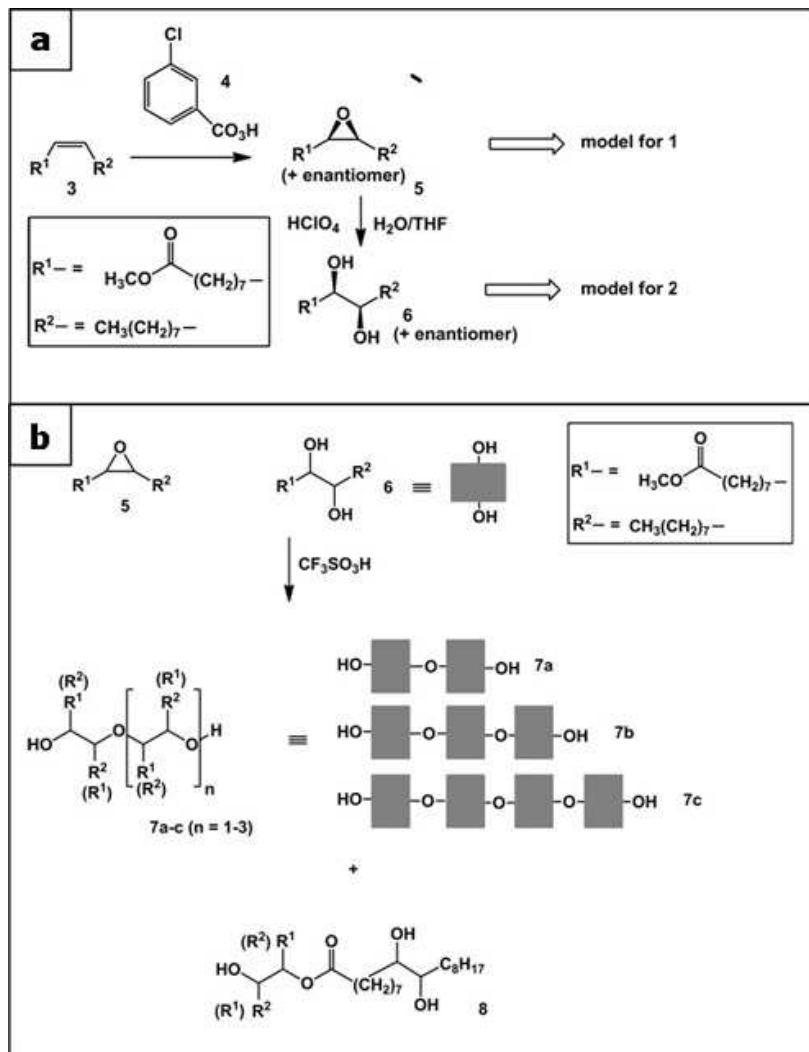 a
Cl
4
CO₃H
R¹ R²
3
O
R¹ R²
(+ enantiomer) 5
model for 1
HClO₄ H₂O/THF
R¹– = H₃CO O (CH₂)₇–
R²– = CH₃(CH₂)₇–
OH
R¹ R²
6
OH (+ enantiomer)
model for 2
b
O
R¹ R²
5
OH
R¹ R² 6 ≡
OH
OH
OH
O
R¹– = H₃CO (CH₂)₇–
R²– = CH₃(CH₂)₇–
CF₃SO₃H
(R²) (R¹)
R¹ R²
HO O O H
R² R¹ n
(R¹) (R²)
7a-c (n = 1-3)
≡
HO O OH 7a
HO O O OH 7b
HO O O O OH 7c
+
(R²) R¹ O OH
HO O (CH₂)₇ C₈H₁₇
(R¹) R² OH 8